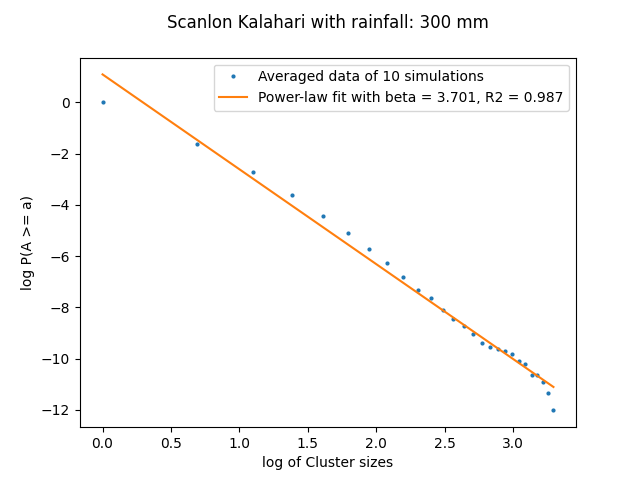 Scanlon Kalahari with rainfall: 300 mm
Averaged data of 10 simulations
Power-law fit with beta = 3.701, R2 = 0.987
log P(A >= a)
0
−2
−4
−6
−8
−10
−12
0.0 0.5 1.0 1.5 2.0 2.5 3.0
log of Cluster sizes